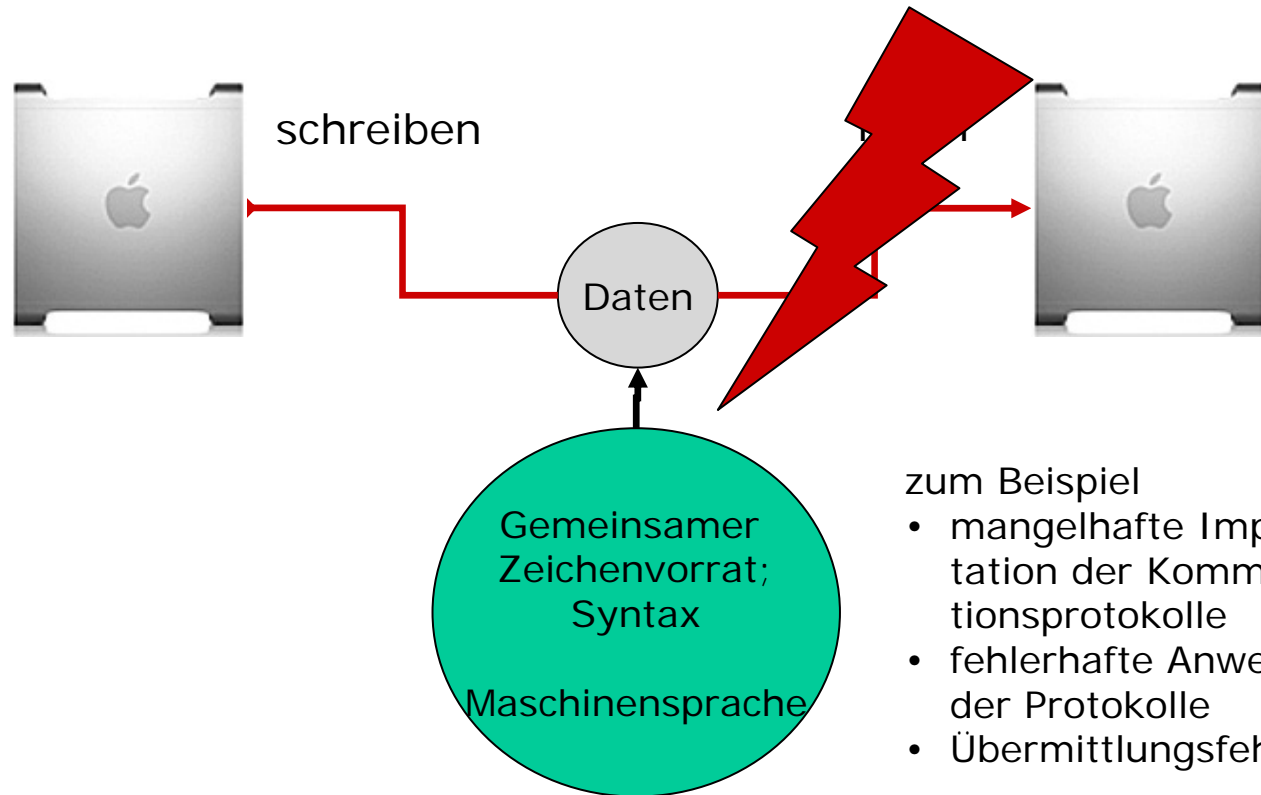 schreiben
Daten
Gemeinsamer
Zeichenvorrat;
Syntax
Maschinensprache
zum Beispiel
• mangelhafte Imp
tation der Komm
tionsprotokolle
• fehlerhafte Anwe
der Protokolle
• Übermittlungsfeh